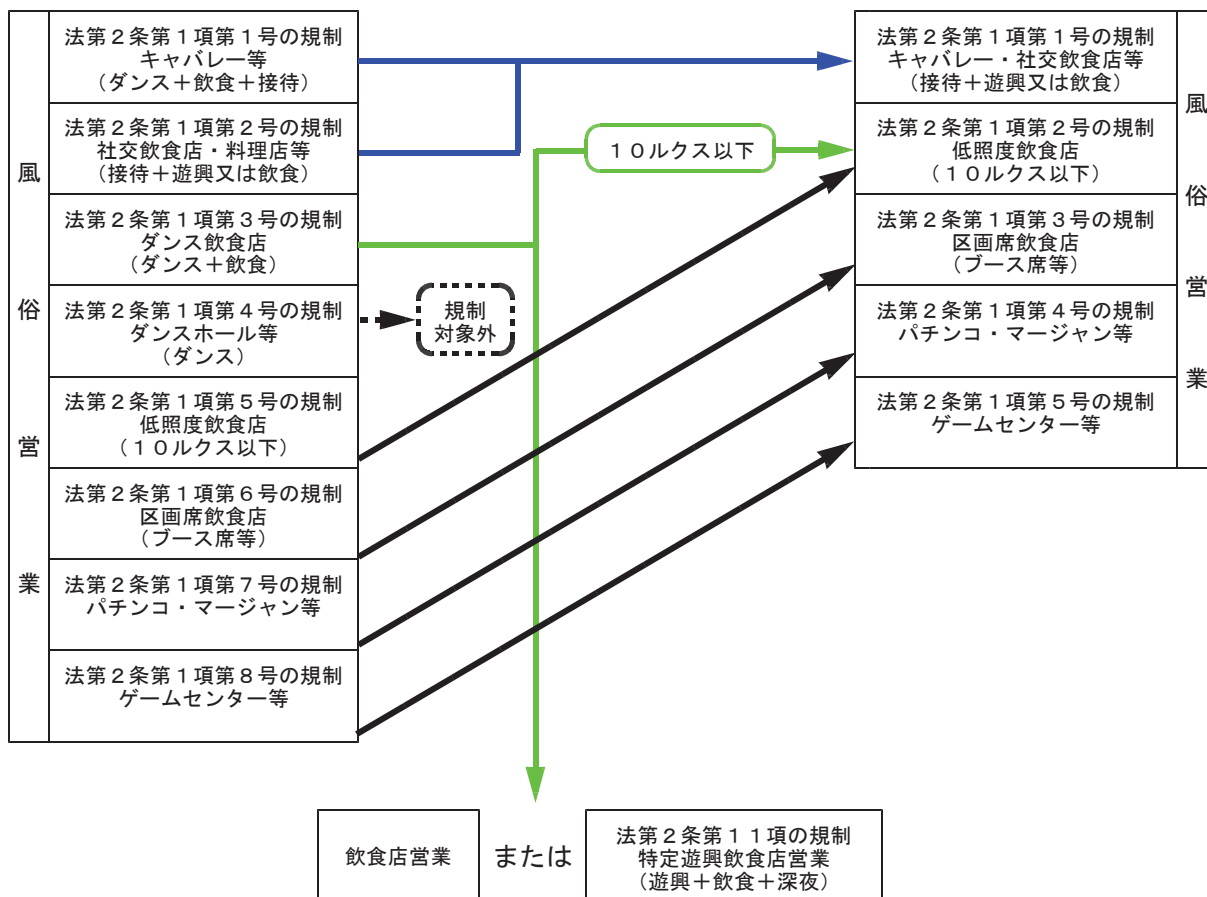 風俗営業
法第２条第１項第１号の規制
キャバレー等
（ダンス＋飲食＋接待）
法第２条第１項第２号の規制
社交飲食店・料理店等
（接待＋遊興又は飲食）
法第２条第１項第３号の規制
ダンス飲食店
（ダンス＋飲食）
法第２条第１項第４号の規制
ダンスホール等
（ダンス）
法第２条第１項第５号の規制
低照度飲食店
（１０ルクス以下）
法第２条第１項第６号の規制
区画席飲食店
（ブース席等）
法第２条第１項第７号の規制
パチンコ・マージャン等
法第２条第１項第８号の規制
ゲームセンター等
規制
対象外
１０ルクス以下
法第２条第１項第１号の規制
キャバレー・社交飲食店等
（接待＋遊興又は飲食）
法第２条第１項第２号の規制
低照度飲食店
（１０ルクス以下）
法第２条第１項第３号の規制
区画席飲食店
（ブース席等）
法第２条第１項第４号の規制
パチンコ・マージャン等
法第２条第１項第５号の規制
ゲームセンター等
風俗営業
飲食店営業
または
法第２条第１１項の規制
特定遊興飲食店営業
（遊興＋飲食＋深夜）